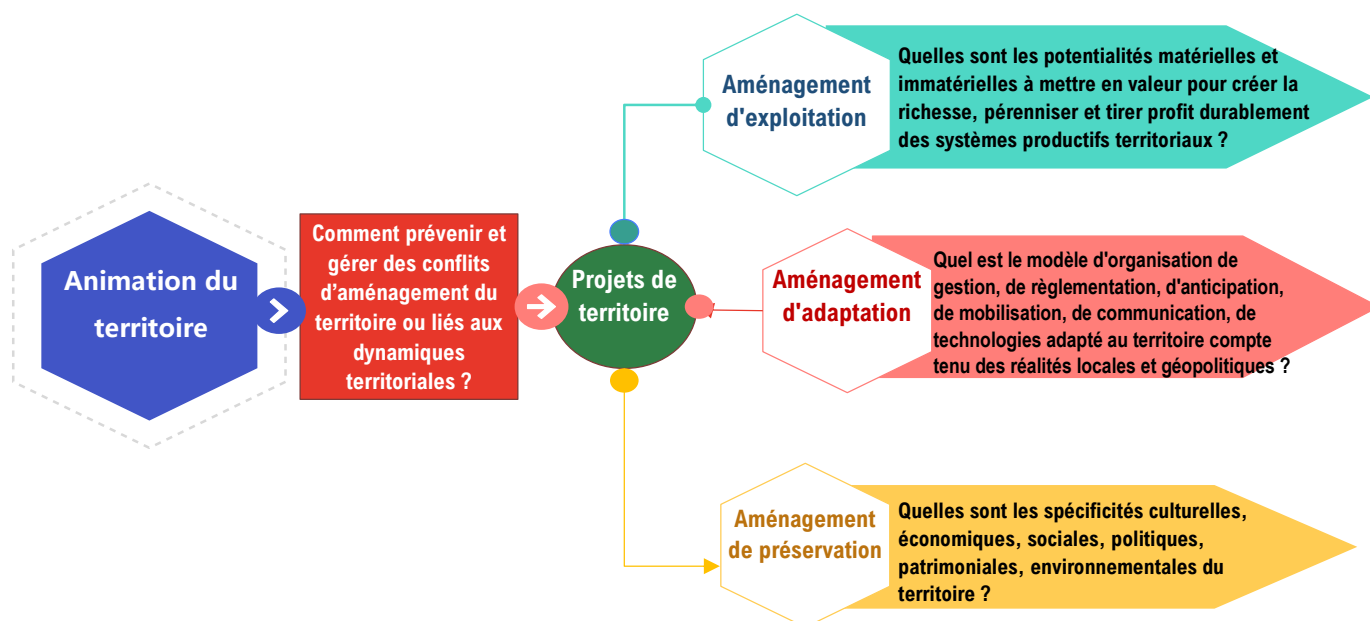 Animation du
territoire
Comment prévenir et
gérer des conflits
d'aménagement du
territoire ou liés aux
dynamiques
territoriales ?
Projets de
territoire
Aménagement
d'exploitation
Quelles sont les potentialités matérielles et
immatérielles à mettre en valeur pour créer la
richesse, pérenniser et tirer profit durablement
des systèmes productifs territoriaux ?
Aménagement
d'adaptation
Quel est le modèle d'organisation de
gestion, de règlementation, d'anticipation,
de mobilisation, de communication, de
technologies adapté au territoire compte
tenu des réalités locales et géopolitiques ?
Aménagement
de préservation
Quelles sont les spécificités culturelles,
économiques, sociales, politiques,
patrimoniales, environnementales du
territoire ?